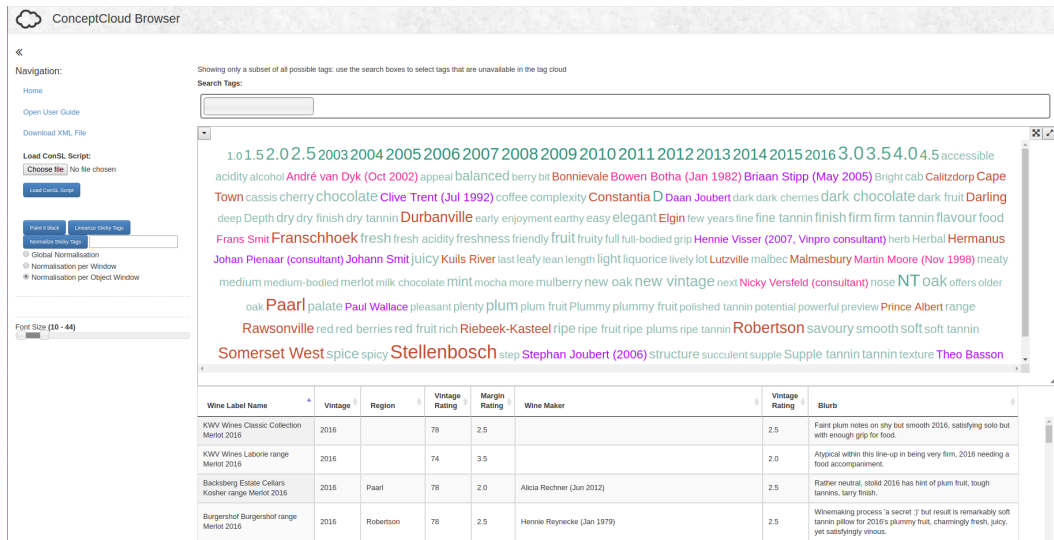 ConceptCloud Browser
«
Navigation:
Home
Open User Guide
Download XML File
Load ConSL Script:
Choose file No file chosen
Load ConSL Script
Paint it black Linearize Sticky Tags
Normalize Sticky Tags
Global Normalisation
Normalisation per Window
Normalisation per Object Window
Font Size (10 - 44)
Showing only a subset of all possible tags: use the search boxes to select tags that are unavailable in the tag cloud
Search Tags:
1.0 1.5 2.0 2.5 2003 2004 2005 2006 2007 2008 2009 2010 2011 2012 2013 2014 2015 2016 3.0 3.5 4.0 4.5 accessible
acidity alcohol André van Dyk (Oct 2002) appeal balanced berry bit Bonnievale Bowen Botha (Jan 1982) Briaan Stipp (May 2005) Bright cab Calitzdorp Cape
Town cassis cherry chocolate Clive Trent (Jul 1992) coffee complexity Constantia D Daan Joubert dark dark cherries dark chocolate dark fruit Darling
deep Depth dry dry finish dry tannin Durbanville early enjoyment earthy easy elegant Elgin few years fine fine tannin finish firm firm tannin flavour food
Frans Smit Franschhoek fresh fresh acidity freshness friendly fruit fruity full full-bodied grip Hennie Visser (2007, Vinpro consultant) herb Herbal Hermanus
Johan Pienaar (consultant) Johann Smit juicy Kuils River last leafy lean length light liquorice lively lot Lutzville malbec Malmesbury Martin Moore (Nov 1998) meaty
medium medium-bodied merlot milk chocolate mint mocha more mulberry new oak new vintage next Nicky Versfeld (consultant) nose NT oak offers older
oak Paarl palate Paul Wallace pleasant plenty plum plum fruit Plummy plummy fruit polished tannin potential powerful preview Prince Albert range
Rawsonville red red berries red fruit rich Riebeek-Kasteel ripe ripe fruit ripe plums ripe tannin Robertson savoury smooth soft soft tannin
Somerset West spice spicy Stellenbosch step Stephan Joubert (2006) structure succulent supple Supple tannin tannin texture Theo Basson
Wine Label Name Vintage Region Vintage Rating Margin Rating Wine Maker Vintage Rating Blurb
KWV Wines Classic Collection Merlot 2016 2016 78 2.5 2.5 Faint plum notes on shy but smooth 2016, satisfying solo but with enough grip for food.
KWV Wines Laborie range Merlot 2016 2016 74 3.5 2.0 Atypical within this line-up in being very firm, 2016 needing a food accompaniment.
Backsberg Estate Cellars Kosher range Merlot 2016 2016 Paarl 78 2.0 Alicia Rechner (Jun 2012) 2.5 Rather neutral, stolid 2016 has hint of plum fruit, tough tannins, tarry finish.
Burgershof Burgershof range Merlot 2016 2016 Robertson 78 2.5 Hennie Reynecke (Jan 1979) 2.5 Winemaking process 'a secret :)' but result is remarkably soft tannin pillow for 2016's plummy fruit, charmingly fresh, juicy, yet satisfyingly vinous.